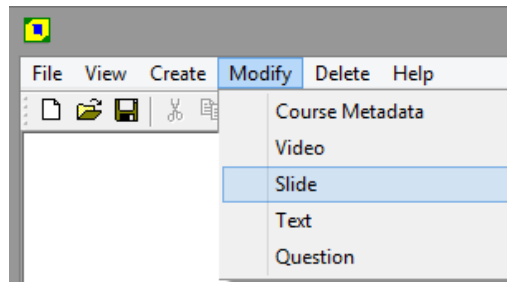 File View Create Modify Delete Help
Course Metadata
Video
Slide
Text
Question